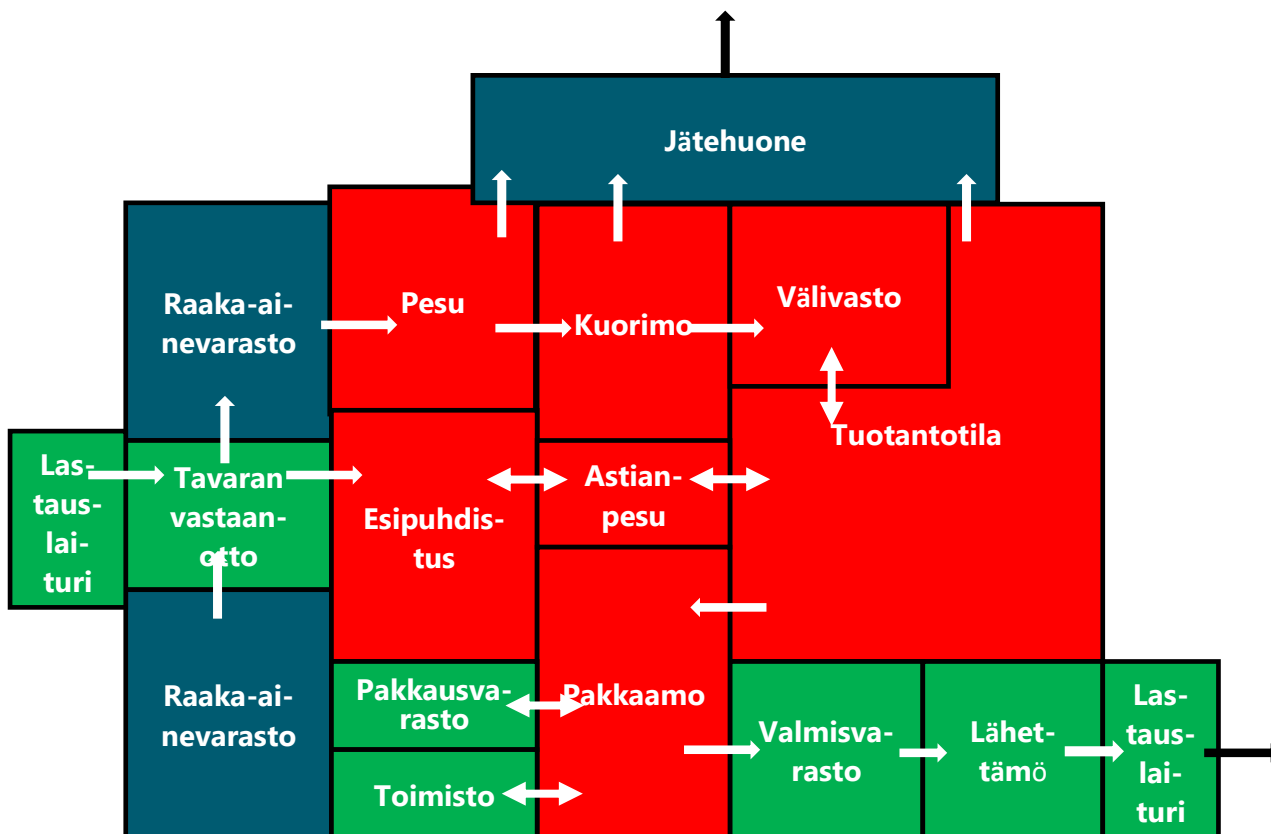 Jätehuone
Raaka-ai-
nevarasto
Pesu
Kuorimo
Välivasto
Tuotantotila
Las-
taus-
lai-
turi
Tavaran
vastaan-
otto
Esipuhdis-
tus
Astian-
pesu
Raaka-ai-
nevarasto
Pakkausva-
rasto
Pakkaamo
Toimisto
Valmisva-
rasto
Lähet-
tämö
Las-
taus-
lai-
turi